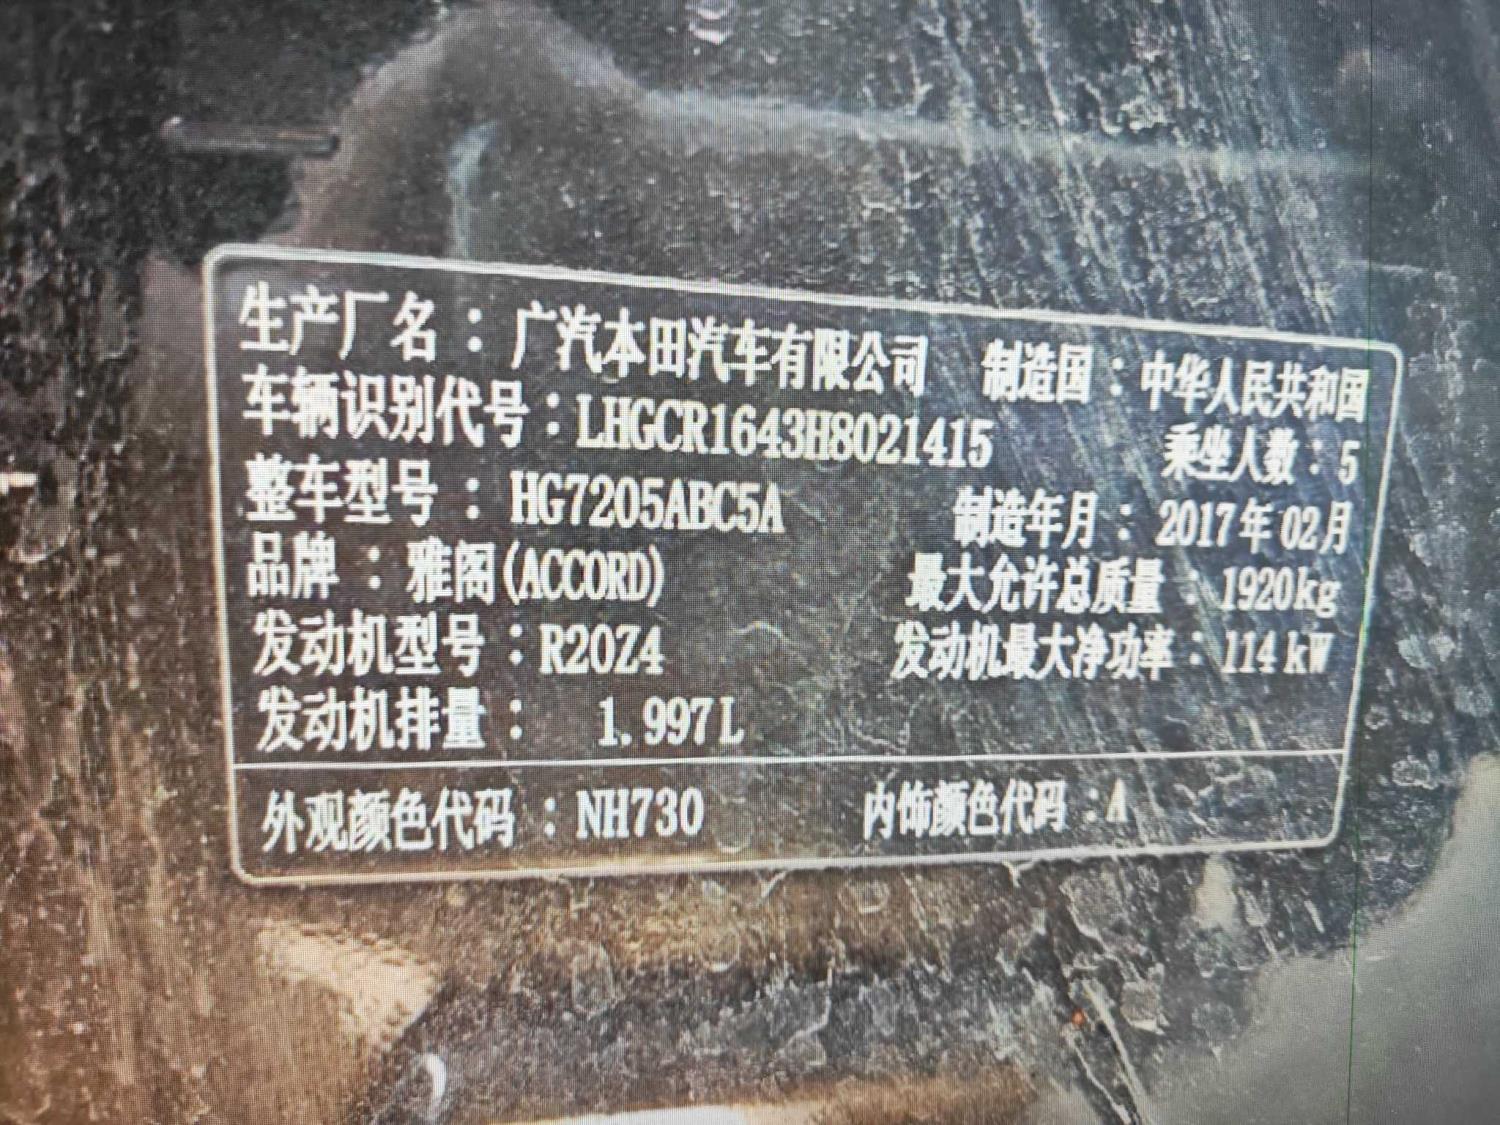 生产厂名：广汽本田汽车有限公司 制造国：中华人民共和国
车辆识别代号：LHGCR1643H8021415 乘坐人数：5
整车型号：HG7205ABC5A 制造年月：2017年02月
品牌：雅阁(ACCORD) 最大允许总质量：1920kg
发动机型号：R20Z4 发动机最大净功率：114kW
发动机排量：1.997L
外观颜色代码：NH730 内饰颜色代码：A